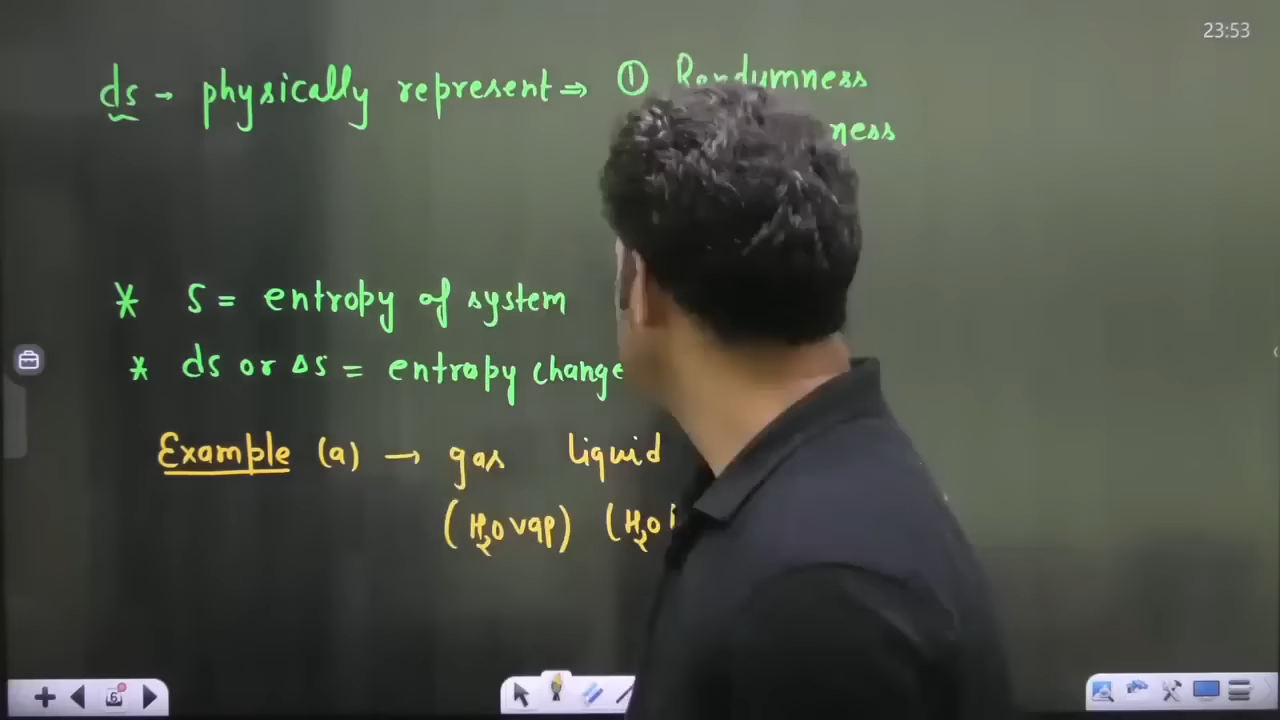 23:53
ds - physically represent ⇒ ① Randumness
ness
* S = entropy of system
* ds or Δs = entropy change
Example (a) → gas liquid
(H₂O vap) (H₂O